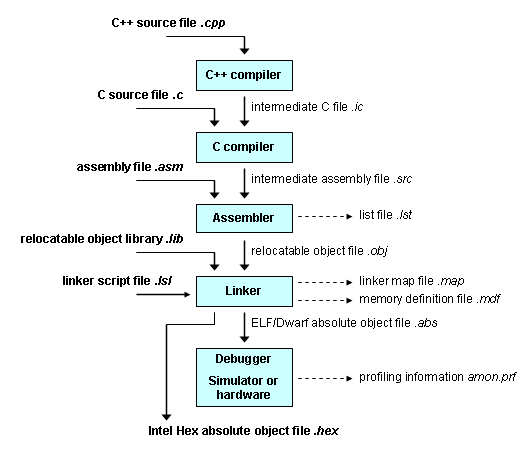 C++ source file .cpp
C++ compiler
C source file .c
intermediate C file .ic
C compiler
assembly file .asm
intermediate assembly file .src
Assembler
list file .lst
relocatable object library .lib
relocatable object file .obj
linker script file .lsl
Linker
linker map file .map
memory definition file .mdf
ELF/Dwarf absolute object file .abs
Debugger
Simulator or
hardware
profiling information amon.prf
Intel Hex absolute object file .hex